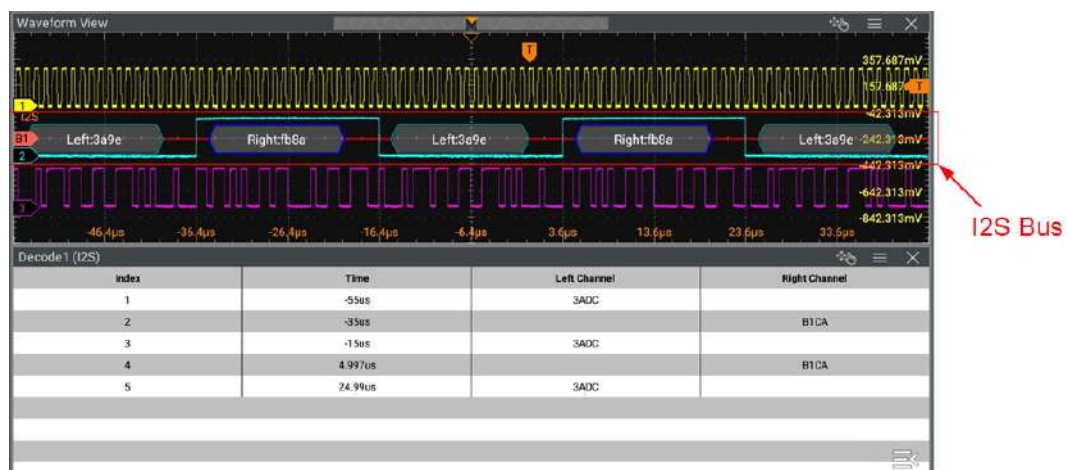 Waveform View
T
357.687mV
157.687 T
1
I2S
-42.313mV
B1 Left:3a9e Right:fb8a Left:3a9e Right:fb8a Left:3a9e -242.313mV
2
-442.313mV
-642.313mV
3
-842.313mV
-46.4μs -36.4μs -26.4μs -16.4μs -6.4μs 3.6μs 13.6μs 23.6μs 33.6μs
I2S Bus
Decode1 (I2S)
Index Time Left Channel Right Channel
1 -55us 3ADC
2 -35us B1CA
3 -15us 3ADC
4 4.997us B1CA
5 24.99us 3ADC